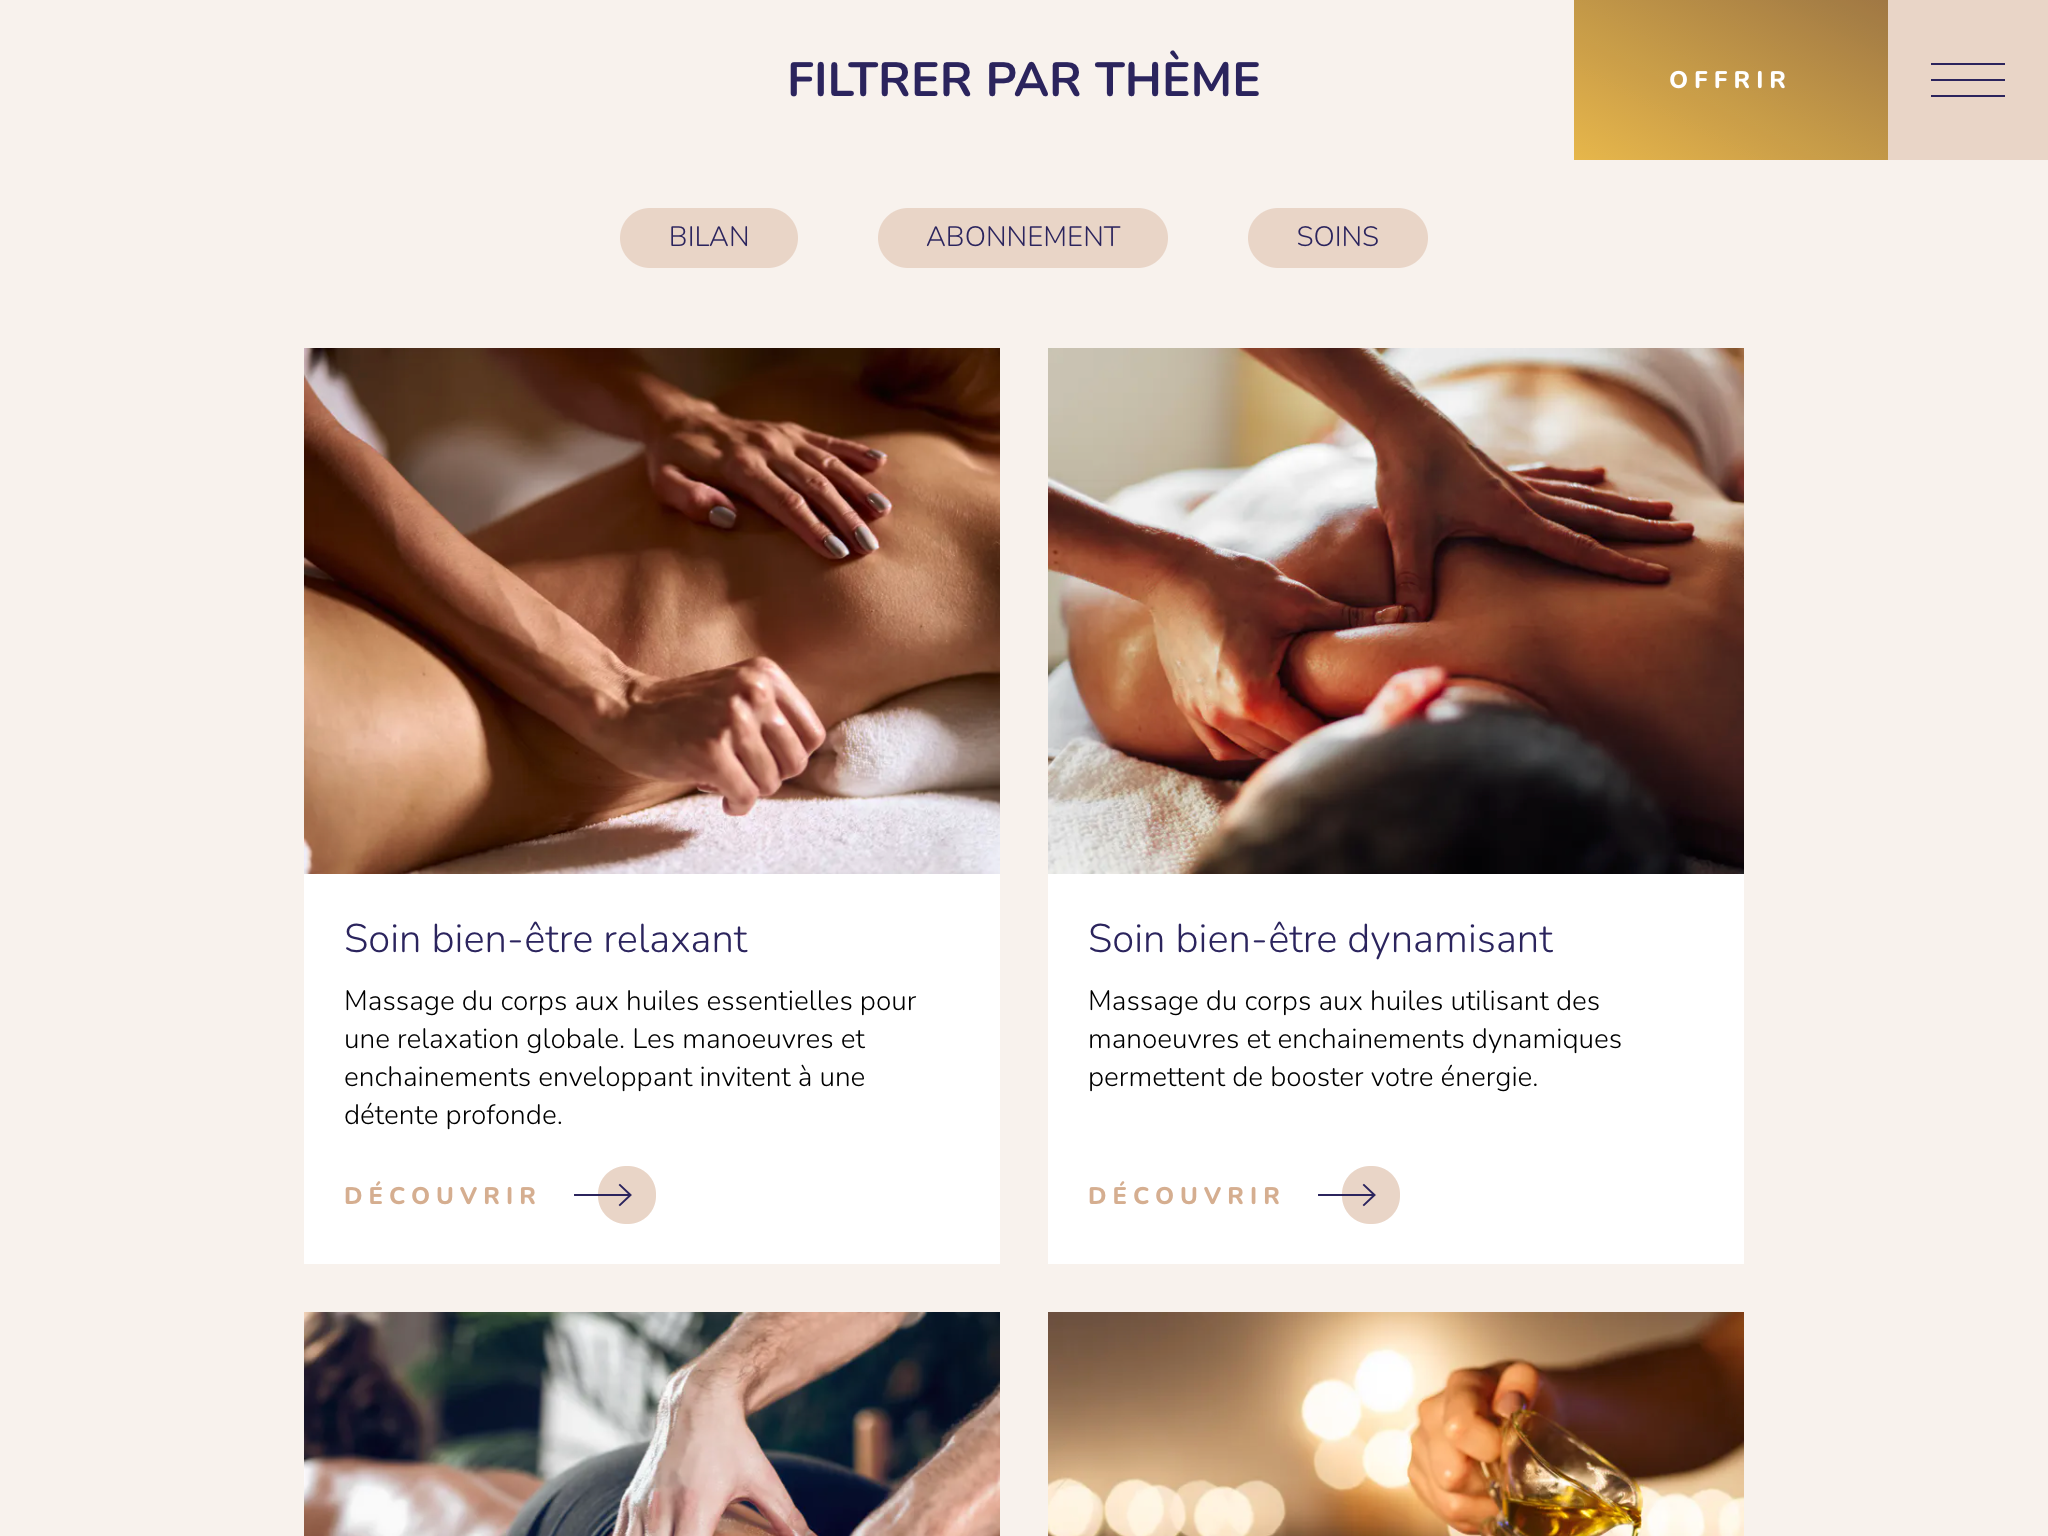 FILTRER PAR THÈME
OFFRIR
BILAN
ABONNEMENT
SOINS
Soin bien-être relaxant
Massage du corps aux huiles essentielles pour
une relaxation globale. Les manoeuvres et
enchainements enveloppant invitent à une
détente profonde.
DÉCOUVRIR
Soin bien-être dynamisant
Massage du corps aux huiles utilisant des
manoeuvres et enchainements dynamiques
permettent de booster votre énergie.
DÉCOUVRIR